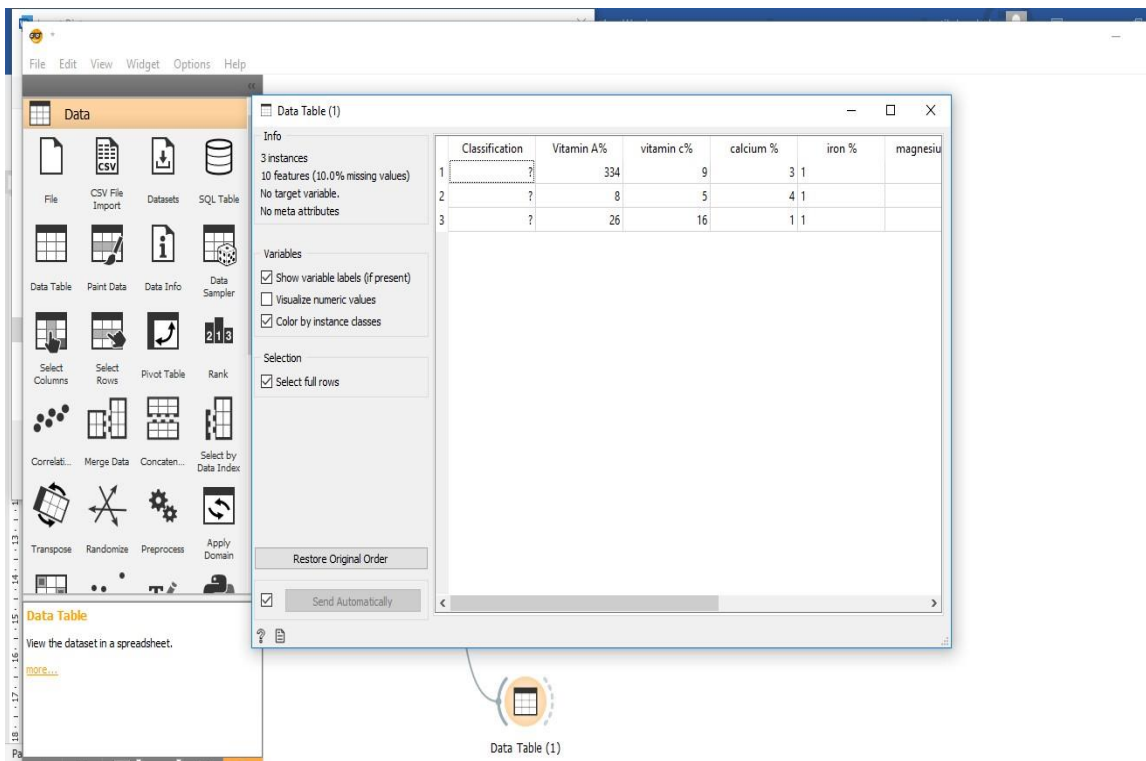 File Edit View Widget Options Help
Data
File
CSV File Import
Datasets
SQL Table
Data Table
Paint Data
Data Info
Data Sampler
Select Columns
Select Rows
Pivot Table
Rank
Correlati...
Merge Data
Concaten...
Select by Data Index
Transpose
Randomize
Preprocess
Apply Domain
Data Table
View the dataset in a spreadsheet.
more...
Data Table (1)
Info
3 instances
10 features (10.0% missing values)
No target variable.
No meta attributes
Variables
Show variable labels (if present)
Visualize numeric values
Color by instance classes
Selection
Select full rows
Restore Original Order
Send Automatically
Classification Vitamin A% vitamin c% calcium % iron % magnesiu
1 ? 334 9 3 1
2 ? 8 5 4 1
3 ? 26 16 1 1
Data Table (1)